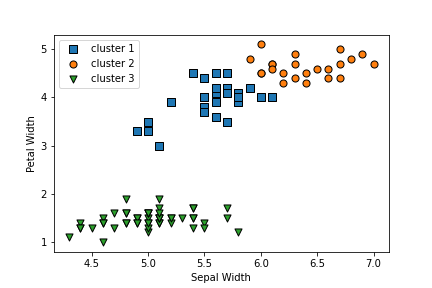 cluster 1
cluster 2
cluster 3
Petal Width
5
4
3
2
1
4.5 5.0 5.5 6.0 6.5 7.0
Sepal Width